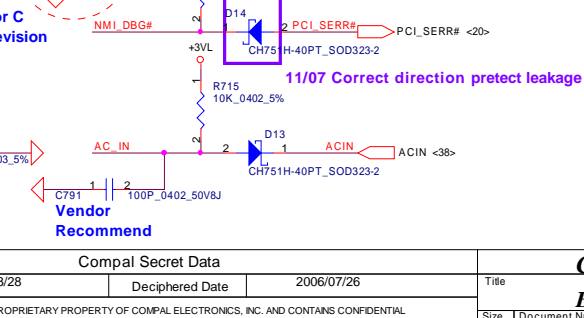 or C
evision
NMI_DBG#
D14
2
PCI_SERR#
PCI_SERR# <20>
CH751H-40PT_SOD323-2
+3VL
11/07 Correct direction pretect leakage
1
R715
10K_0402_5%
2
D13
03_5%
AC_IN
2
1
ACIN
ACIN <38>
CH751H-40PT_SOD323-2
C791
1
2
100P_0402_50V8J
Vendor
Recommend
Compal Secret Data
/28
Deciphered Date
2006/07/26
Title
ROPRIETARY PROPERTY OF COMPAL ELECTRONICS, INC. AND CONTAINS CONFIDENTIAL
Size
Document N